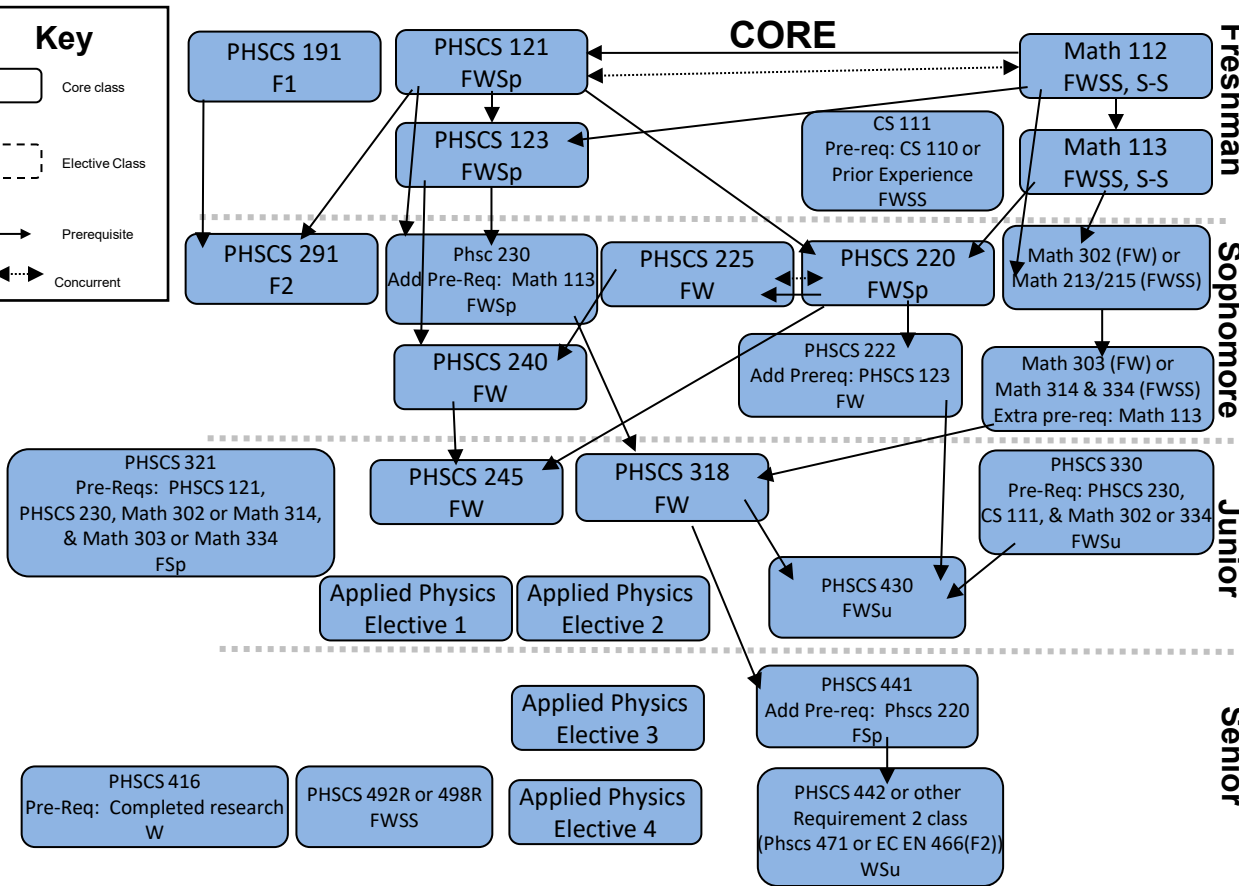 Key
Core class
Elective Class
Prerequisite
Concurrent
CORE
Freshman
PHSCS 191
F1
PHSCS 121
FWSp
Math 112
FWSS, S-S
PHSCS 123
FWSp
CS 111
Pre-req: CS 110 or
Prior Experience
FWSS
Math 113
FWSS, S-S
Sophomore
PHSCS 291
F2
Phsc 230
Add Pre-Req: Math 113
FWSp
PHSCS 225
FW
PHSCS 220
FWSp
Math 302 (FW) or
Math 213/215 (FWSS)
PHSCS 240
FW
PHSCS 222
Add Prereq: PHSCS 123
FW
Math 303 (FW) or
Math 314 & 334 (FWSS)
Extra pre-req: Math 113
Junior
PHSCS 321
Pre-Reqs: PHSCS 121,
PHSCS 230, Math 302 or Math 314,
& Math 303 or Math 334
FSp
PHSCS 245
FW
PHSCS 318
FW
PHSCS 330
Pre-Req: PHSCS 230,
CS 111, & Math 302 or 334
FWSu
Applied Physics
Elective 1
Applied Physics
Elective 2
PHSCS 430
FWSu
Senior
Applied Physics
Elective 3
PHSCS 441
Add Pre-req: Phscs 220
FSp
PHSCS 416
Pre-Req: Completed research
W
PHSCS 492R or 498R
FWSS
Applied Physics
Elective 4
PHSCS 442 or other
Requirement 2 class
(Phscs 471 or EC EN 466(F2))
WSu